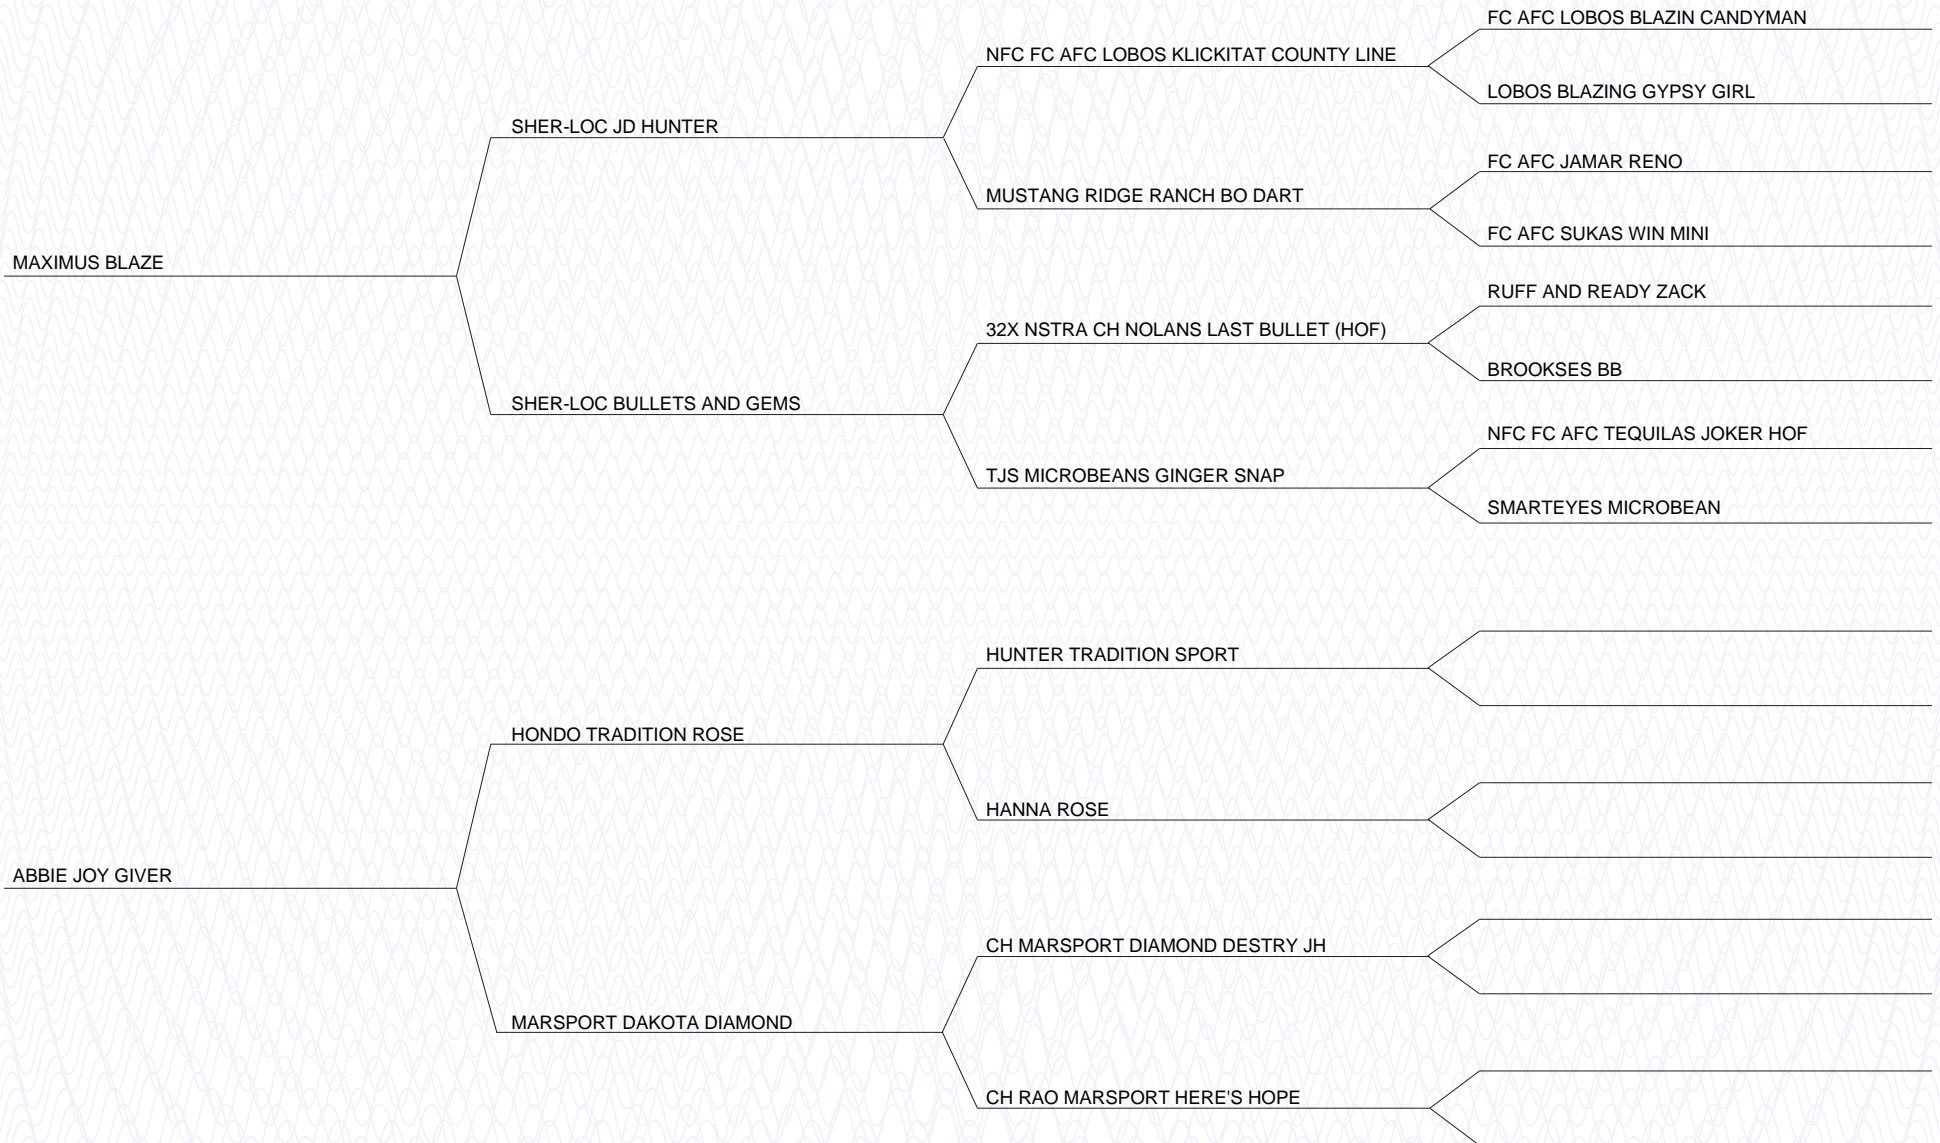 FC AFC LOBOS BLAZIN CANDYMAN
NFC FC AFC LOBOS KLICKITAT COUNTY LINE
LOBOS BLAZING GYPSY GIRL
SHER-LOC JD HUNTER
FC AFC JAMAR RENO
MUSTANG RIDGE RANCH BO DART
FC AFC SUKAS WIN MINI
MAXIMUS BLAZE
RUFF AND READY ZACK
32X NSTRA CH NOLANS LAST BULLET (HOF)
BROOKSES BB
SHER-LOC BULLETS AND GEMS
NFC FC AFC TEQUILAS JOKER HOF
TJS MICROBEANS GINGER SNAP
SMARTEYES MICROBEAN
HUNTER TRADITION SPORT
HONDO TRADITION ROSE
HANNA ROSE
ABBIE JOY GIVER
CH MARSPORT DIAMOND DESTRY JH
MARSPORT DAKOTA DIAMOND
CH RAO MARSPORT HERE'S HOPE